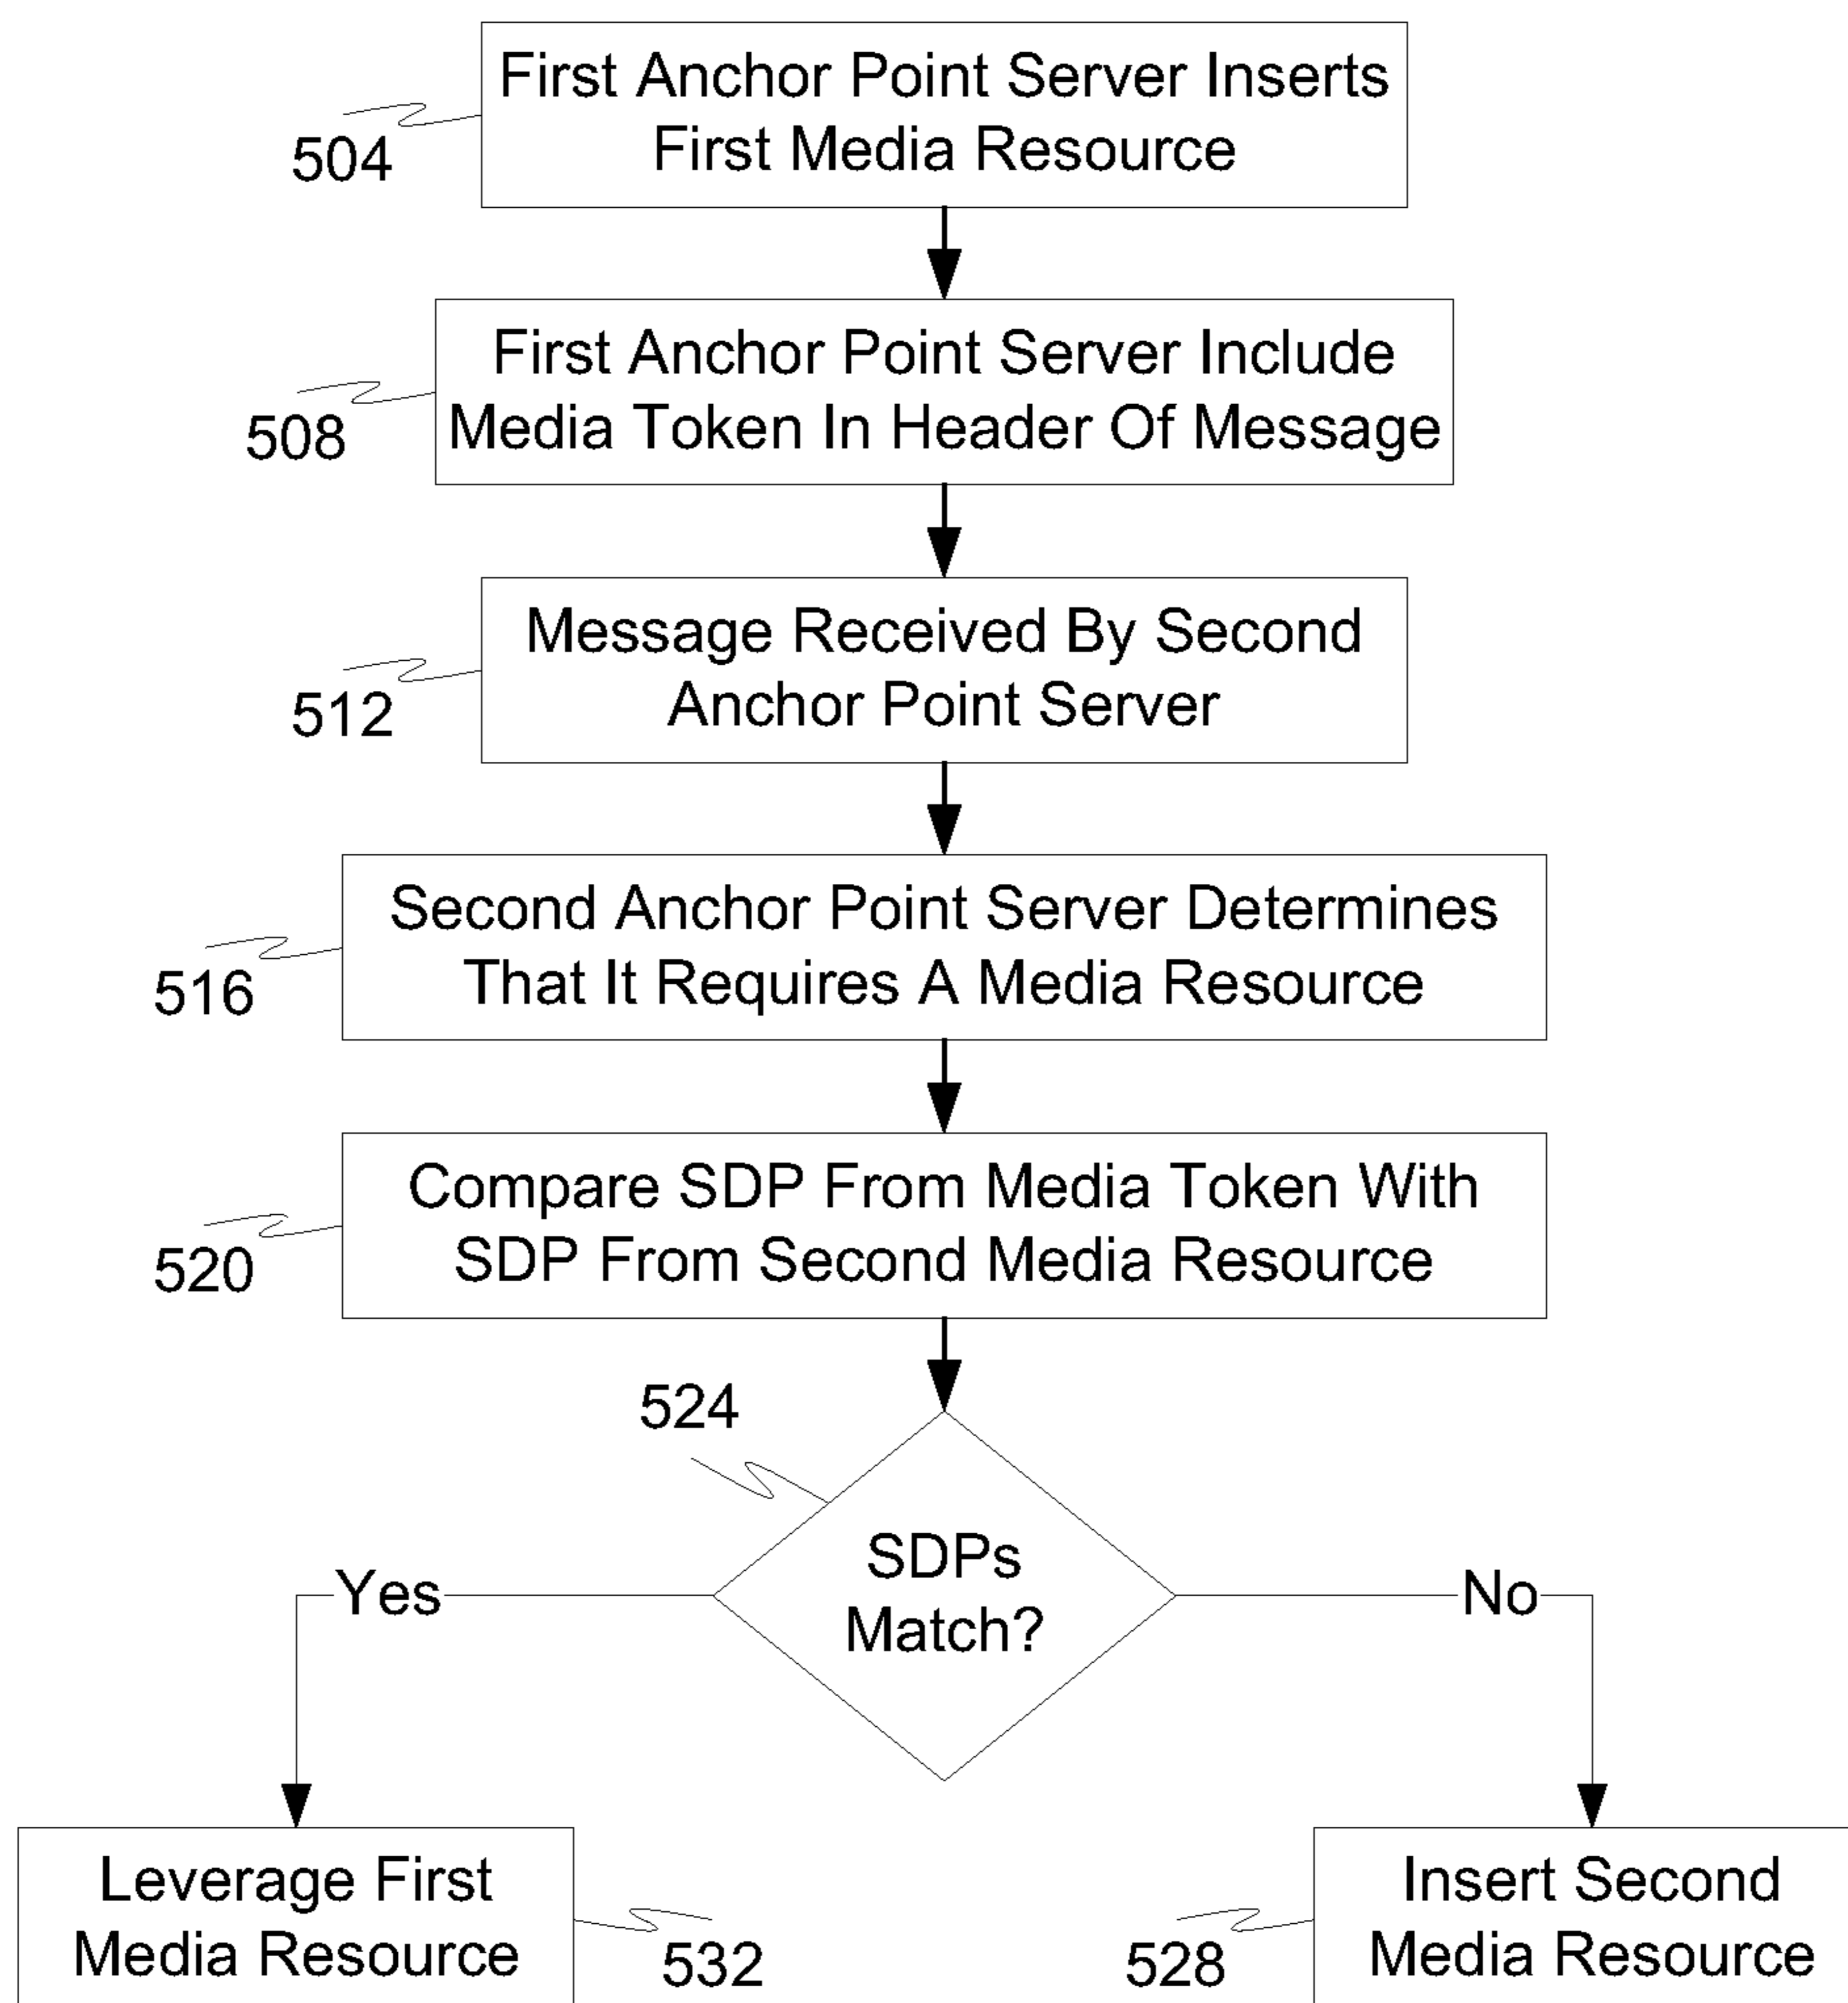 First Anchor Point Server Inserts
First Media Resource
504
First Anchor Point Server Include
Media Token In Header Of Message
508
Message Received By Second
Anchor Point Server
512
Second Anchor Point Server Determines
That It Requires A Media Resource
516
Compare SDP From Media Token With
SDP From Second Media Resource
520
524
SDPs
Match?
Yes
No
Leverage First
Media Resource
532
528
Insert Second
Media Resource